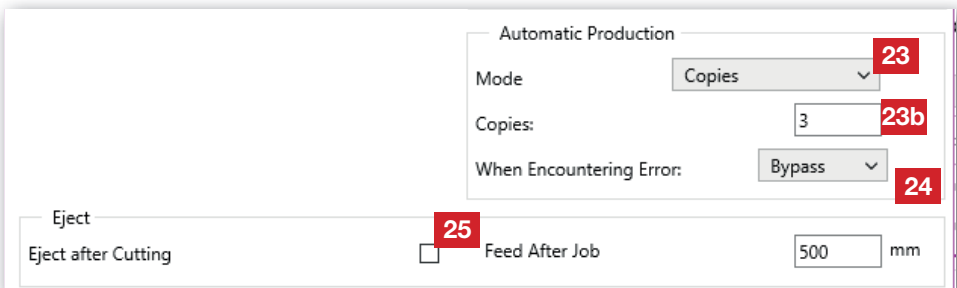 Automatic Production
23
Mode
Copies
Copies:
3
23b
When Encountering Error:
Bypass
24
Eject
25
Eject after Cutting
Feed After Job
500
mm